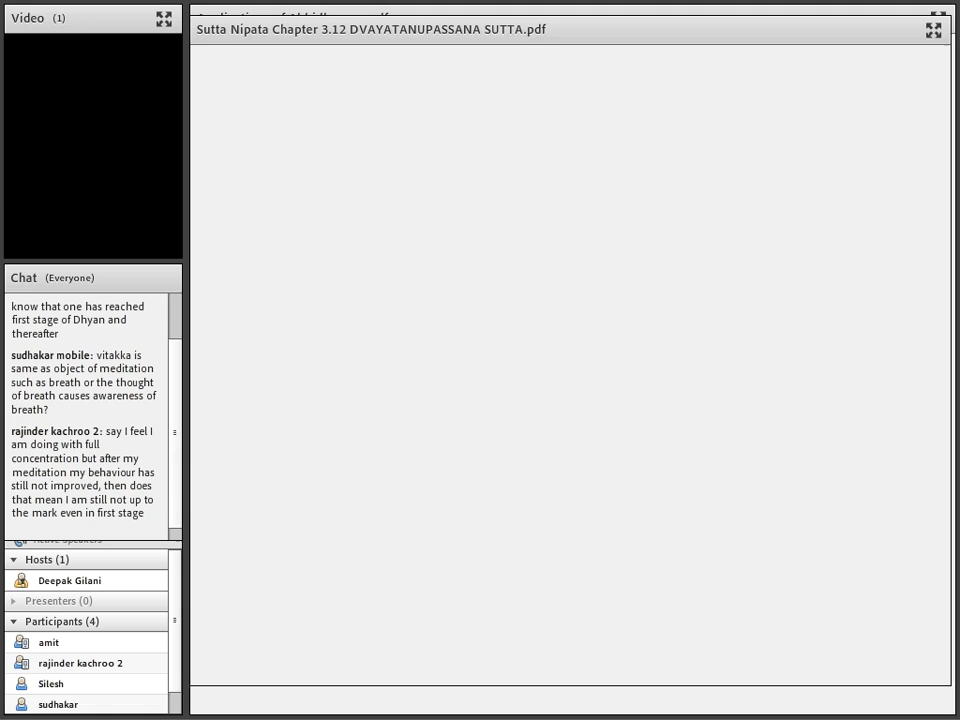 Video (1)
Sutta Nipata Chapter 3.12 DVAYATANUPASSANA SUTTA.pdf
Chat (Everyone)
know that one has reached
first stage of Dhyan and
thereafter
sudhakar mobile: vitakka is
same as object of meditation
such as breath or the thought
of breath causes awareness of
breath?
rajinder kachroo 2: say I feel I
am doing with full
concentration but after my
meditation my behaviour has
still not improved, then does
that mean I am still not up to
the mark even in first stage
Active Speakers
Hosts (1)
Deepak Gilani
Presenters (0)
Participants (4)
amit
rajinder kachroo 2
Silesh
sudhakar